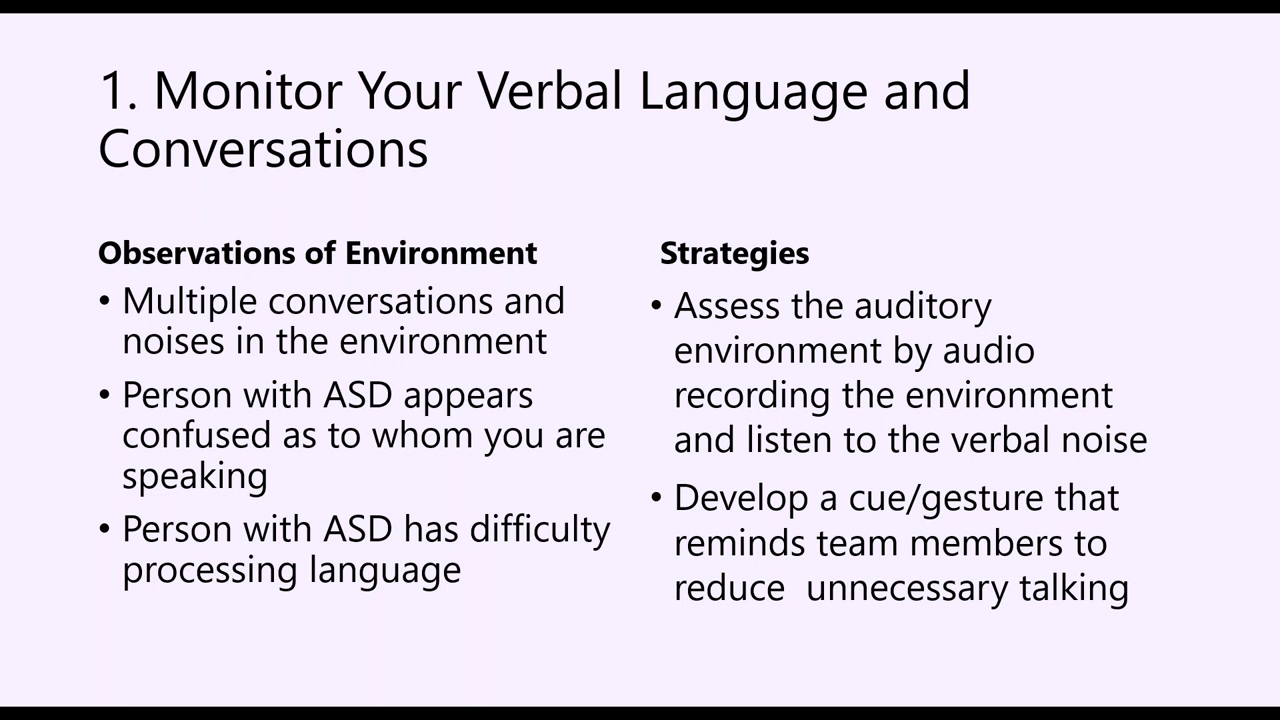 1. Monitor Your Verbal Language and
Conversations
Observations of Environment
• Multiple conversations and
noises in the environment
• Person with ASD appears
confused as to whom you are
speaking
• Person with ASD has difficulty
processing language
Strategies
• Assess the auditory
environment by audio
recording the environment
and listen to the verbal noise
• Develop a cue/gesture that
reminds team members to
reduce  unnecessary talking